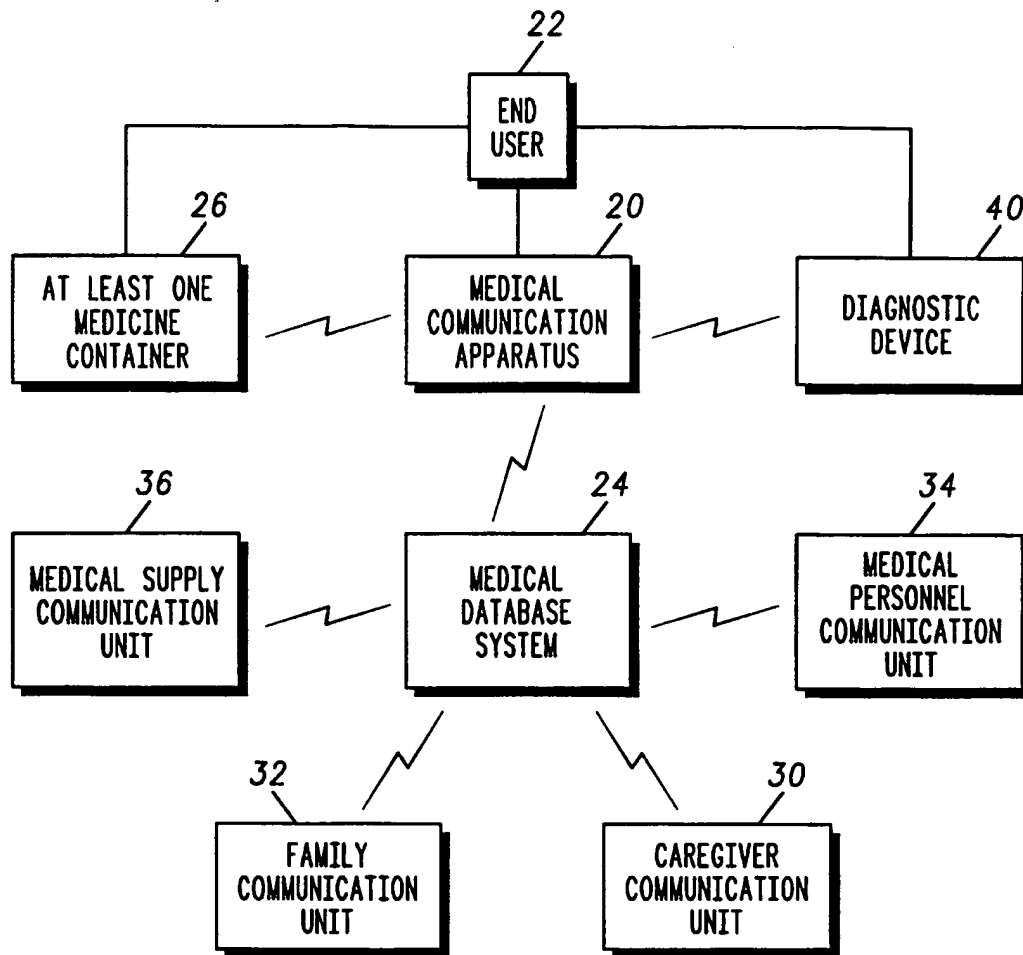 22
END
USER
26
AT LEAST ONE
MEDICINE
CONTAINER
20
MEDICAL
COMMUNICATION
APPARATUS
40
DIAGNOSTIC
DEVICE
36
MEDICAL SUPPLY
COMMUNICATION
UNIT
24
MEDICAL
DATABASE
SYSTEM
34
MEDICAL
PERSONNEL
COMMUNICATION
UNIT
32
FAMILY
COMMUNICATION
UNIT
30
CAREGIVER
COMMUNICATION
UNIT